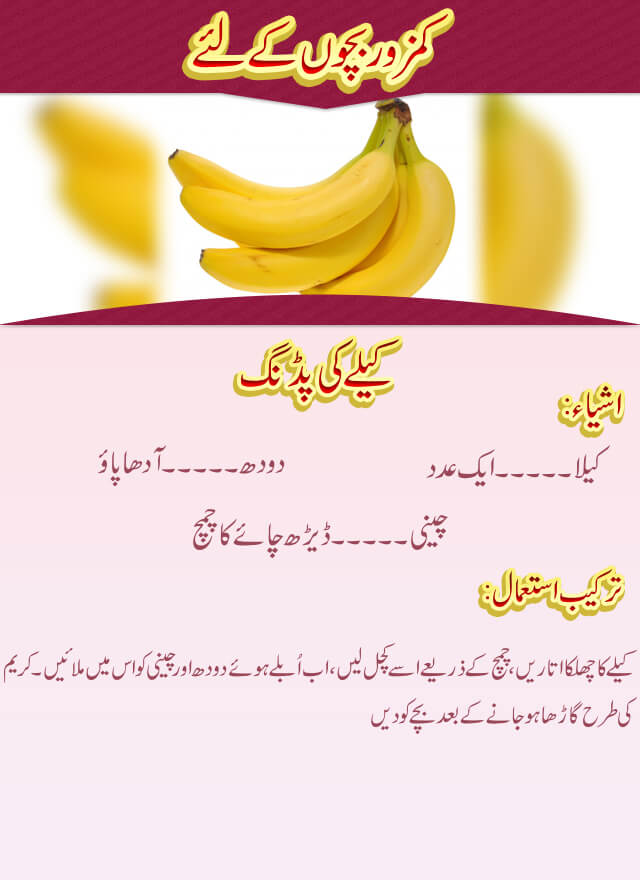 کمزور بچوں کے لئے
کیلے کی پڈنگ
اشیاء:
کیلا-----ایک عدد دودھ-----آدھا پاؤ
چینی-----ڈیڑھ چائے کا چمچ
ترکیب استعمال:
کیلے کا چھلکا اتاریں، چمچ کے ذریعے اسے کچل لیں، اب اُبلے ہوئے دودھ اور چینی کو اس میں ملائیں۔ کریم
کی طرح گاڑھا ہو جانے کے بعد بچے کو دیں